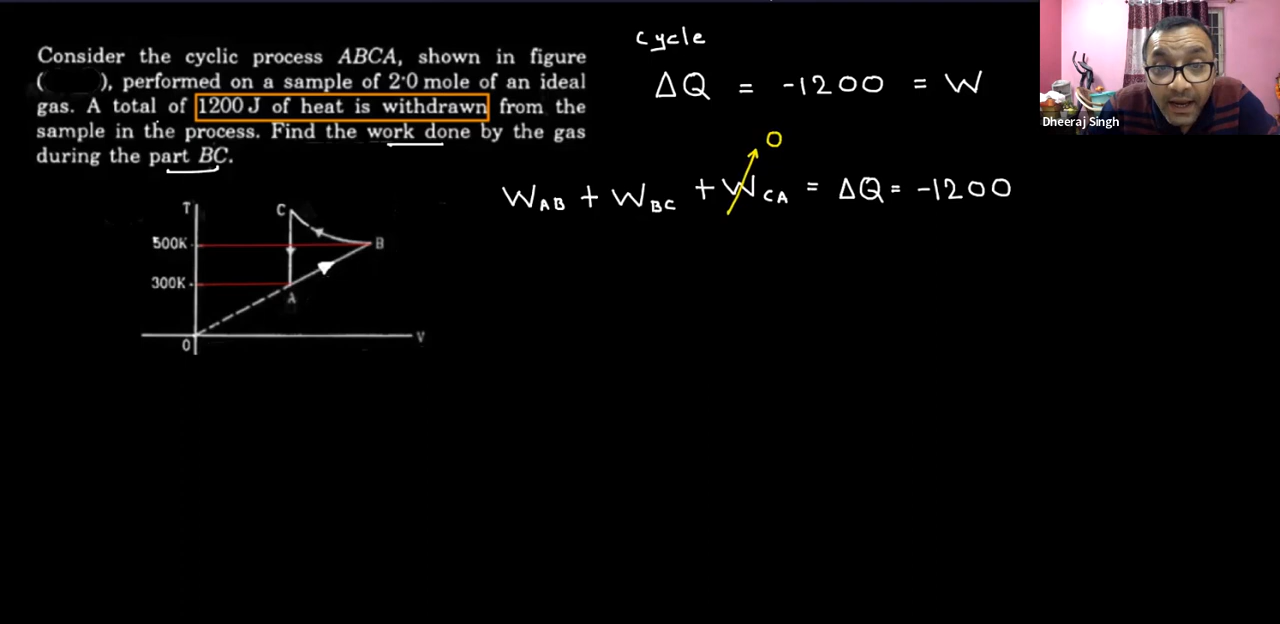 Consider the cyclic process ABCA, shown in figure
( ), performed on a sample of 2·0 mole of an ideal
gas. A total of 1200 J of heat is withdrawn from the
sample in the process. Find the work done by the gas
during the part BC.
cycle
ΔQ = -1200 = W
0
W_AB + W_BC + W_CA = ΔQ = -1200
T
C
500K
B
300K
A
0
V
Dheeraj Singh